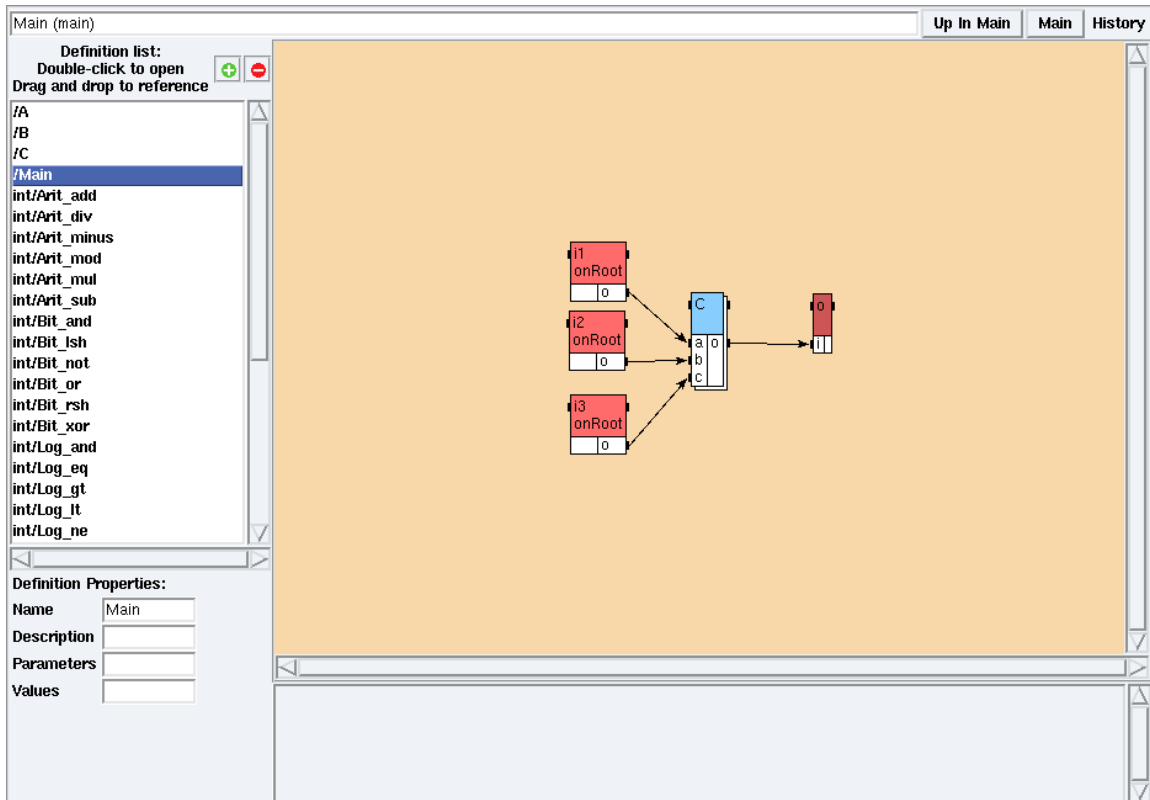 Main (main)
Up In Main
Main
History
Definition list:
Double-click to open
Drag and drop to reference
/A
/B
/C
/Main
int/Arit_add
int/Arit_div
int/Arit_minus
int/Arit_mod
int/Arit_mul
int/Arit_sub
int/Bit_and
int/Bit_lsh
int/Bit_not
int/Bit_or
int/Bit_rsh
int/Bit_xor
int/Log_and
int/Log_eq
int/Log_gt
int/Log_lt
int/Log_ne
Definition Properties:
Name Main
Description
Parameters
Values
i1
onRoot
o
i2
onRoot
o
i3
onRoot
o
C
a o
b
c
o
i